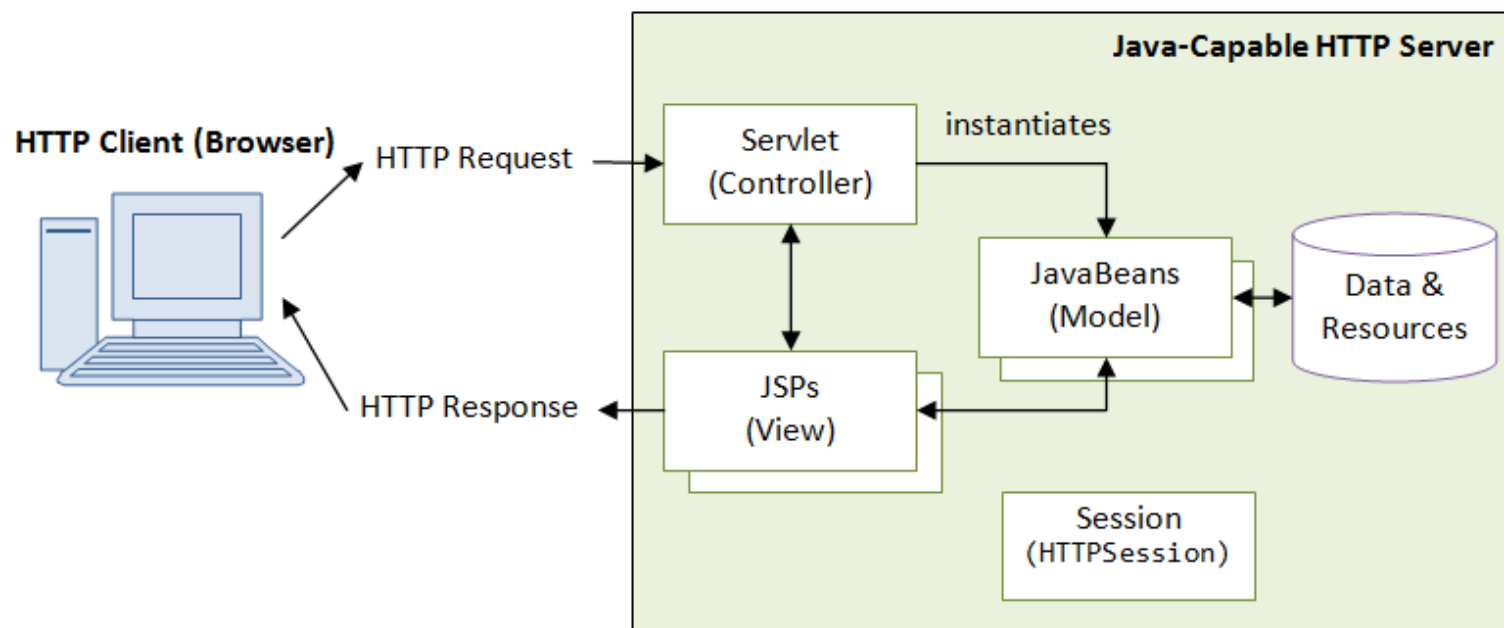 Java-Capable HTTP Server
HTTP Client (Browser)
HTTP Request
Servlet
(Controller)
instantiates
JavaBeans
(Model)
Data &
Resources
HTTP Response
JSPs
(View)
Session
(HTTPSession)